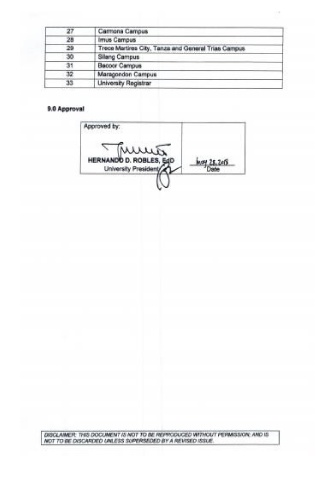 27 Carmona Campus
28 Imus Campus
29 Trece Martires City, Tanza and General Trias Campus
30 Silang Campus
31 Bacoor Campus
32 Maragondon Campus
33 University Registrar
9.0 Approval
Approved by:
HERNANDO D. ROBLES, EdD
University President
Date
DISCLAIMER: THIS DOCUMENT IS NOT TO BE REPRODUCED WITHOUT PERMISSION, AND IS
NOT TO BE DISCARDED UNLESS SUPERSEDED BY A REVISED ISSUE.